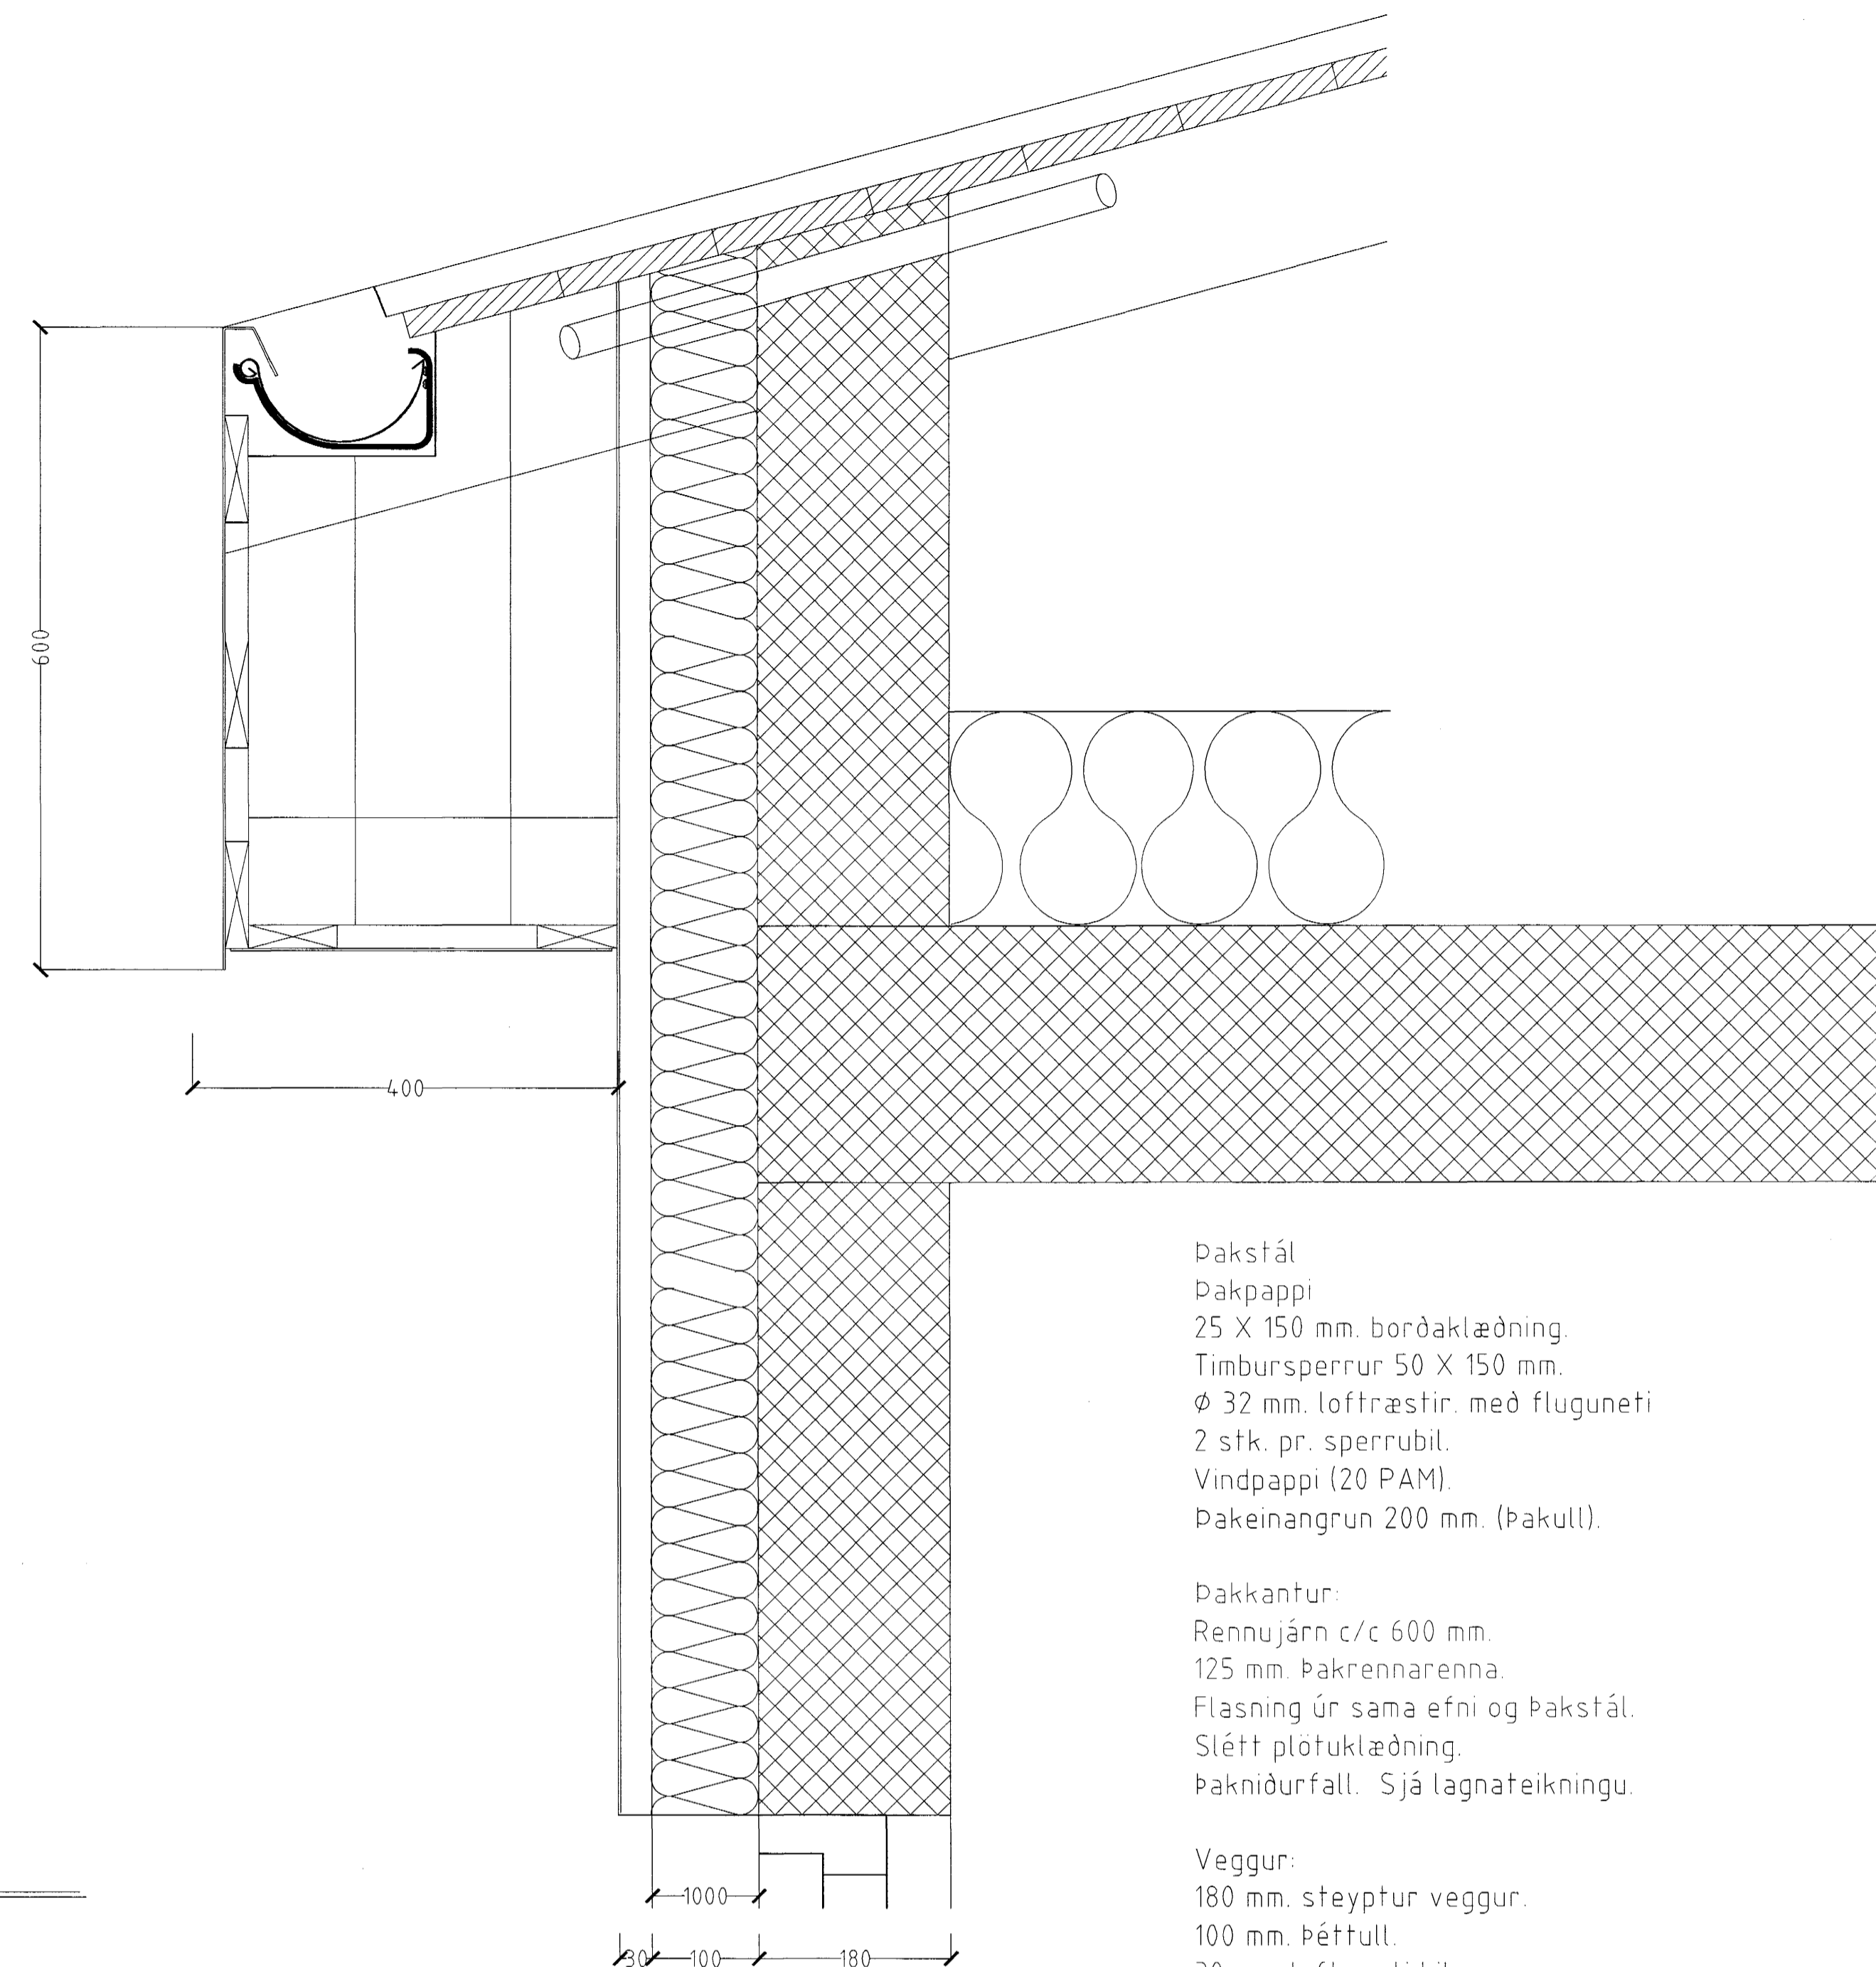 600
400
Þakstál
Þakpappi
25 X 150 mm. borðaklæðning.
Timbursperrur 50 X 150 mm.
Ø 32 mm. loftræstir. með fluguneti
2 stk. pr. sperrubil.
Vindpappi (20 PAM).
Þakeinangrun 200 mm. (Þakull).
Þakkantur:
Rennujárn c/c 600 mm.
125 mm. Þakrennarenna.
Flasning úr sama efni og Þakstál.
Slétt plötuklæðning.
Þakniðurfall. Sjá lagnateikningu.
Veggur:
180 mm. steyptur veggur.
100 mm. Þéttull.
1000
30 100 180